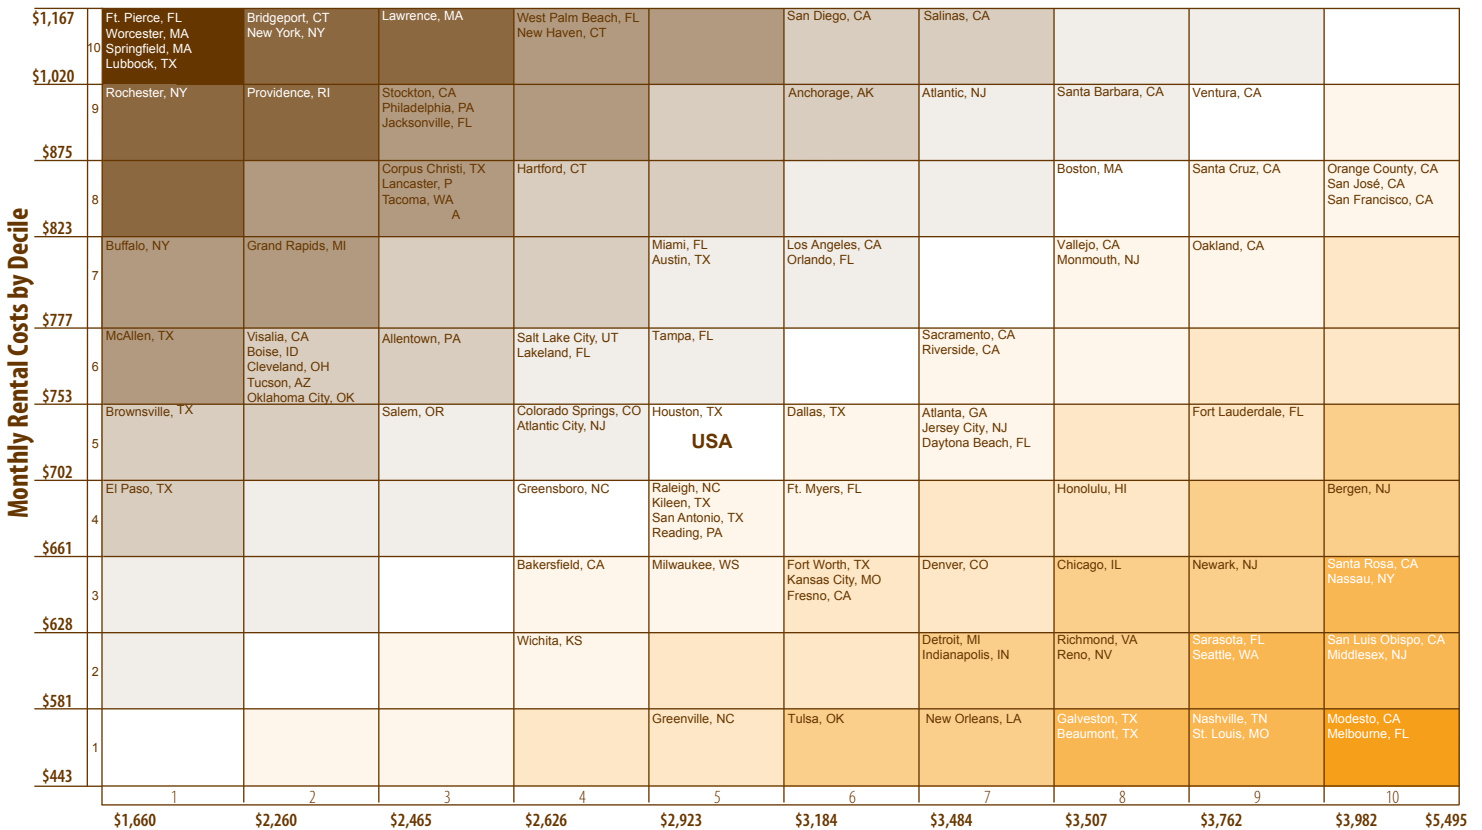 $1,167
Ft. Pierce, FL
Worcester, MA
Springfield, MA
Lubbock, TX
Bridgeport, CT
New York, NY
Lawrence, MA
West Palm Beach, FL
New Haven, CT
San Diego, CA
Salinas, CA
10
$1,020
Rochester, NY
Providence, RI
Stockton, CA
Philadelphia, PA
Jacksonville, FL
Anchorage, AK
Atlantic, NJ
Santa Barbara, CA
Ventura, CA
9
$875
Corpus Christi, TX
Lancaster, P
Tacoma, WA
A
Hartford, CT
Boston, MA
Santa Cruz, CA
Orange County, CA
San José, CA
San Francisco, CA
8
$823
Buffalo, NY
Grand Rapids, MI
Miami, FL
Austin, TX
Los Angeles, CA
Orlando, FL
Vallejo, CA
Monmouth, NJ
Oakland, CA
7
$777
McAllen, TX
Visalia, CA
Boise, ID
Cleveland, OH
Tucson, AZ
Oklahoma City, OK
Allentown, PA
Salt Lake City, UT
Lakeland, FL
Tampa, FL
Sacramento, CA
Riverside, CA
6
$753
Brownsville, TX
Salem, OR
Colorado Springs, CO
Atlantic City, NJ
Houston, TX
USA
Dallas, TX
Atlanta, GA
Jersey City, NJ
Daytona Beach, FL
Fort Lauderdale, FL
5
$702
El Paso, TX
Greensboro, NC
Raleigh, NC
Kileen, TX
San Antonio, TX
Reading, PA
Ft. Myers, FL
Honolulu, HI
Bergen, NJ
4
$661
Bakersfield, CA
Milwaukee, WS
Fort Worth, TX
Kansas City, MO
Fresno, CA
Denver, CO
Chicago, IL
Newark, NJ
Santa Rosa, CA
Nassau, NY
3
$628
Wichita, KS
Detroit, MI
Indianapolis, IN
Richmond, VA
Reno, NV
Sarasota, FL
Seattle, WA
San Luis Obispo, CA
Middlesex, NJ
2
$581
Greenville, NC
Tulsa, OK
New Orleans, LA
Galveston, TX
Beaumont, TX
Nashville, TN
St. Louis, MO
Modesto, CA
Melbourne, FL
1
$443
Monthly Rental Costs by Decile
1 2 3 4 5 6 7 8 9 10
$1,660 $2,260 $2,465 $2,626 $2,923 $3,184 $3,484 $3,507 $3,762 $3,982 $5,495